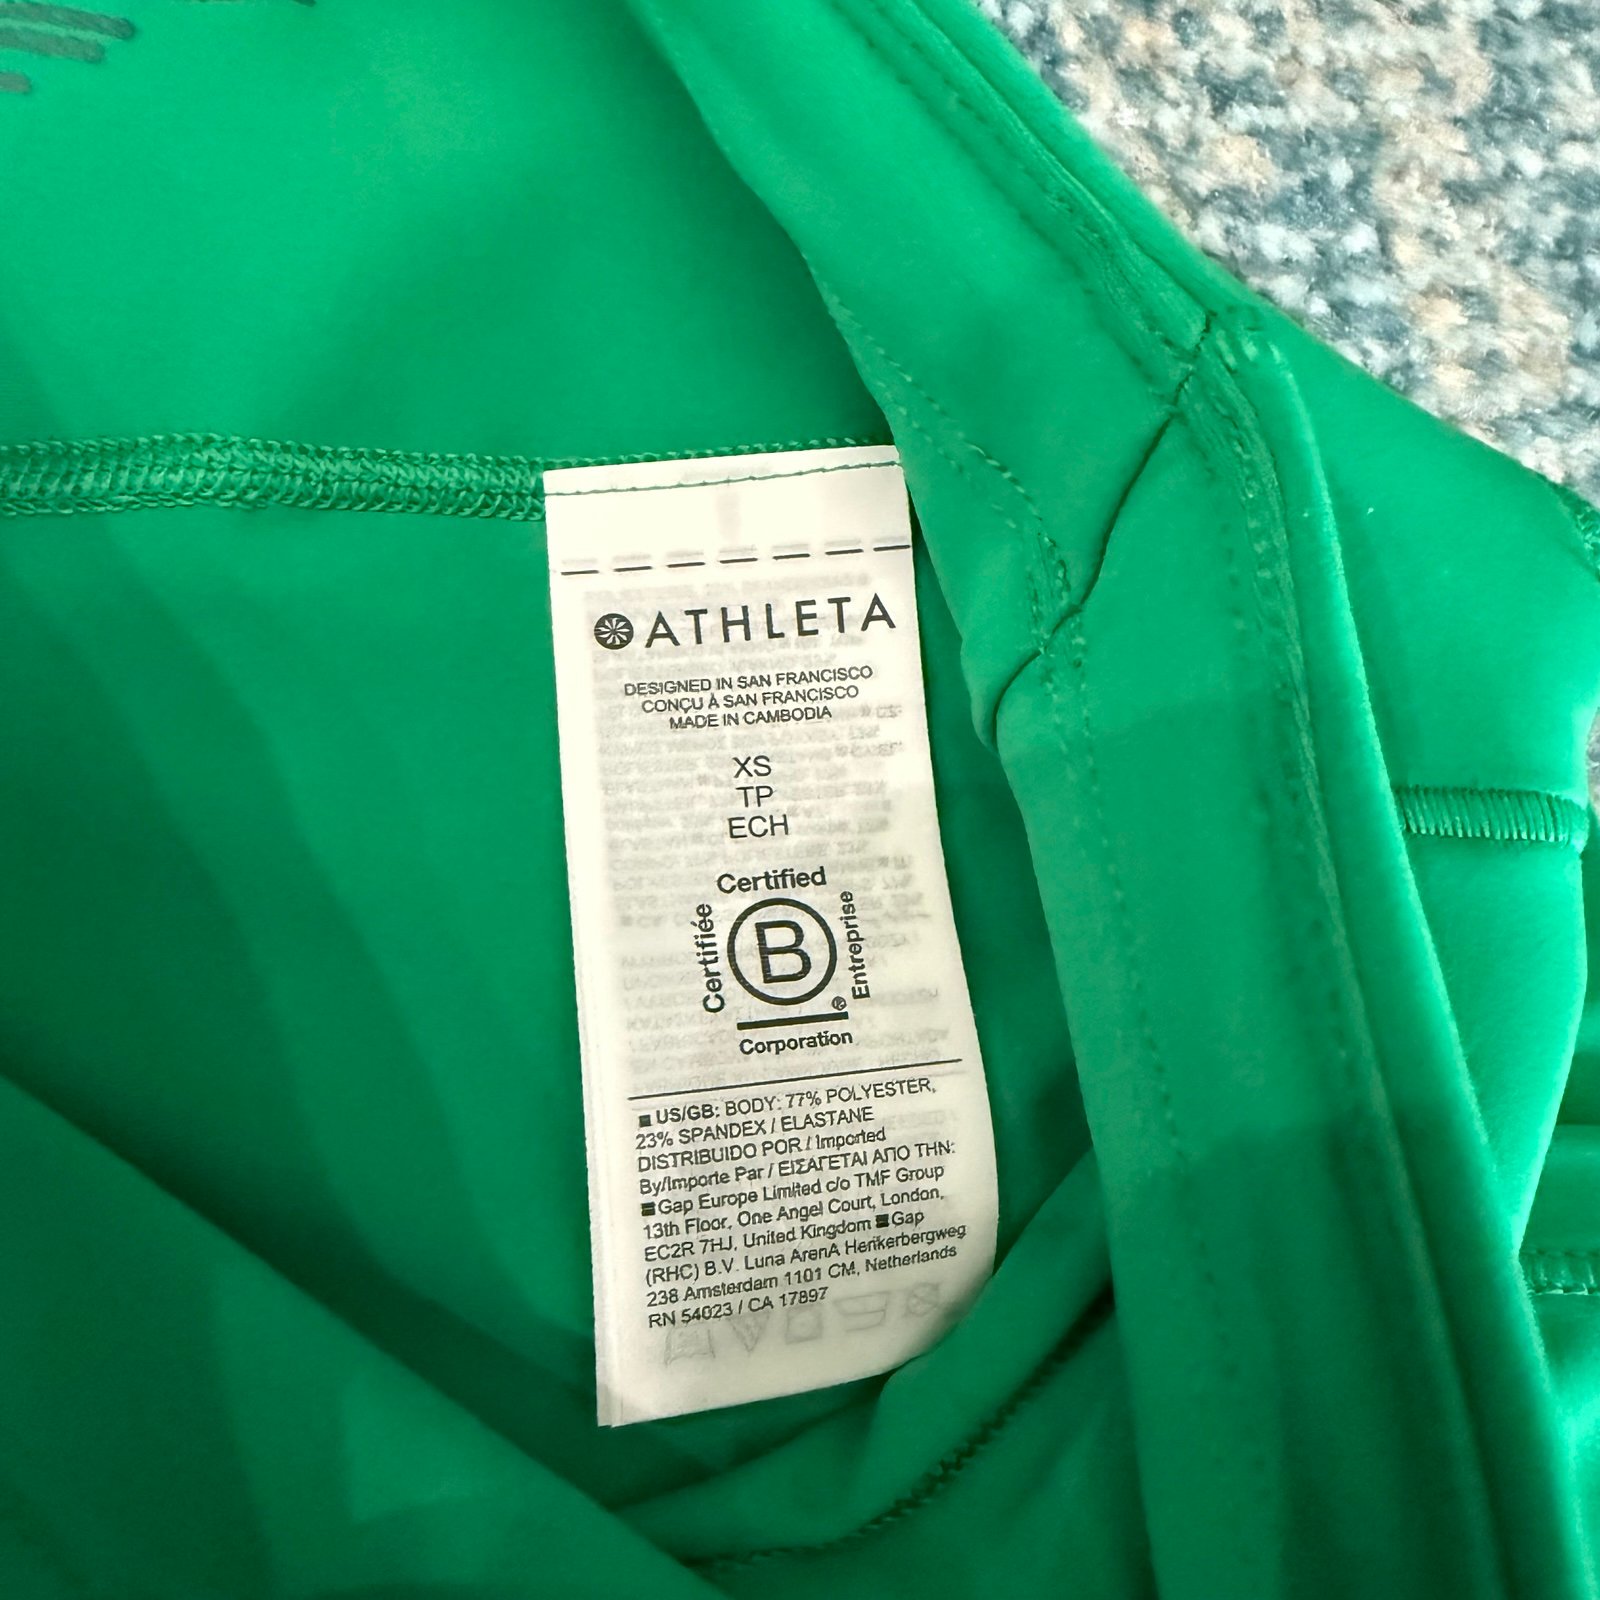 ATHLETA
DESIGNED IN SAN FRANCISCO
CONÇU À SAN FRANCISCO
MADE IN CAMBODIA
XS
TP
ECH
Certified
Certifiée
B
®
Entreprise
Corporation
■ US/GB: BODY: 77% POLYESTER,
23% SPANDEX / ELASTANE
DISTRIBUIDO POR / Imported
By/Importe Par / ΕΙΣΑΓΕΤΑΙ ΑΠΟ ΤΗΝ:
Gap Europe Limited c/o TMF Group
13th Floor, One Angel Court, London,
EC2R 7HJ, United Kingdom Gap
(RHC) B.V. Luna ArenA Herikerbergweg
238 Amsterdam 1101 CM, Netherlands
RN 54023 / CA 17897